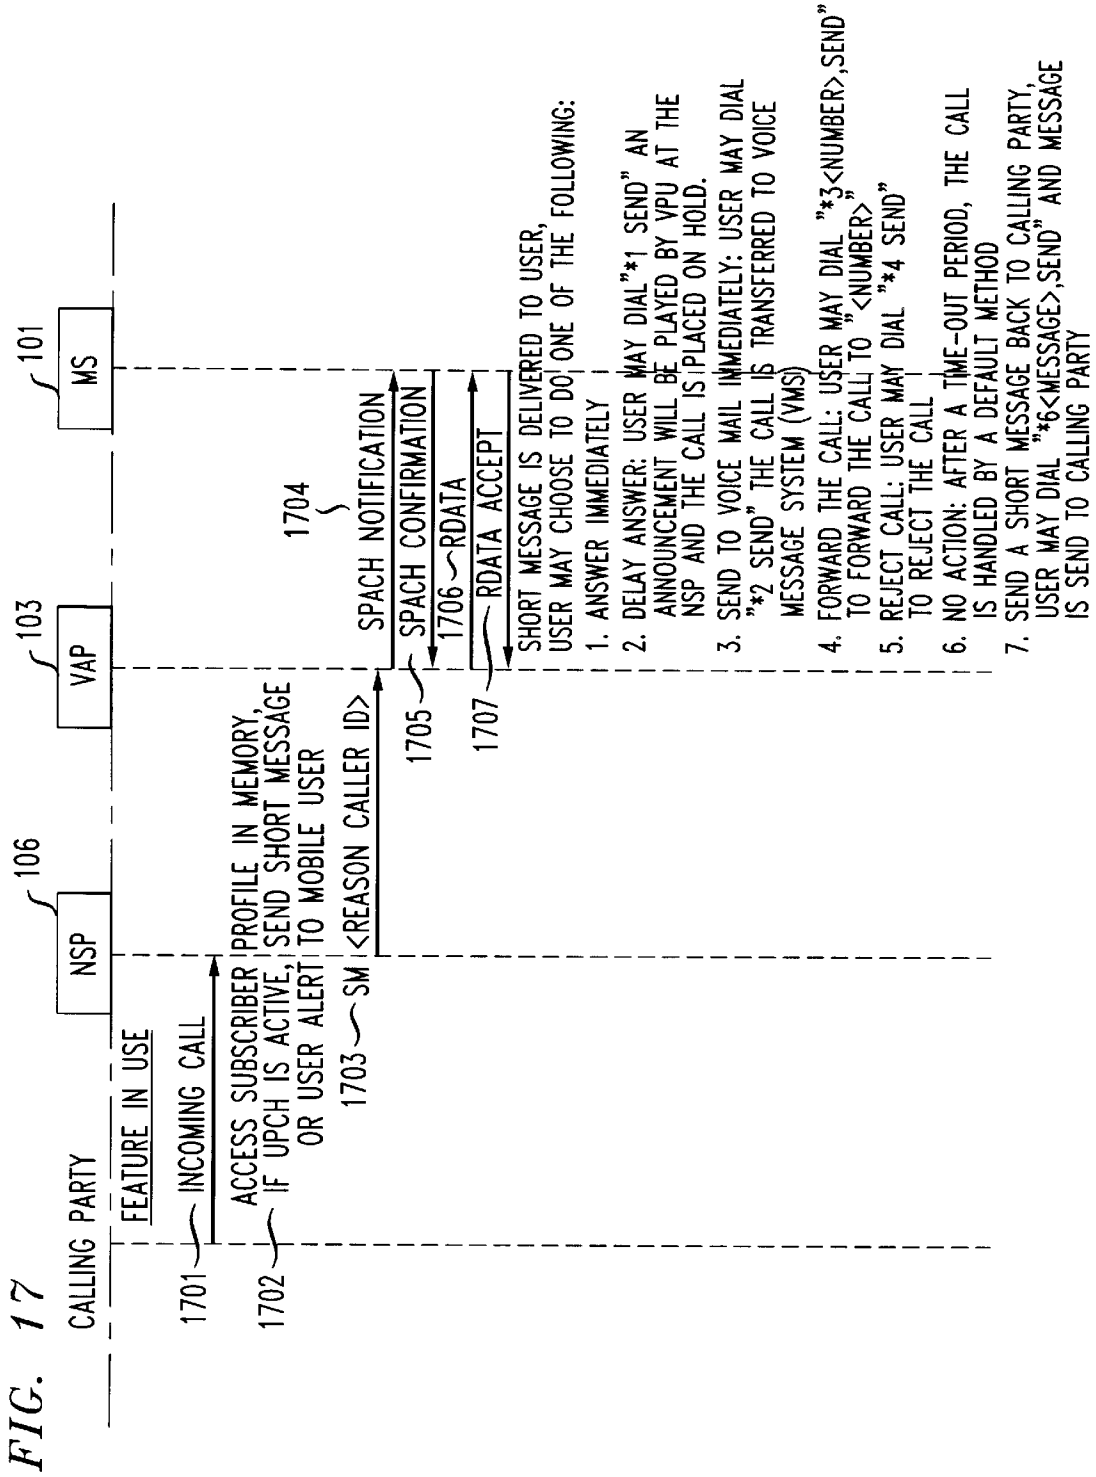 FIG. 17
CALLING PARTY
NSP
106
VAP
103
MS
101
FEATURE IN USE
1701 INCOMING CALL
ACCESS SUBSCRIBER PROFILE IN MEMORY,
1702 IF UPCH IS ACTIVE, SEND SHORT MESSAGE
OR USER ALERT TO MOBILE USER
1703 SM <REASON CALLER ID>
1704
SPACH NOTIFICATION
SPACH CONFIRMATION
1705
1706 RDATA
RDATA ACCEPT
1707
SHORT MESSAGE IS DELIVERED TO USER,
USER MAY CHOOSE TO DO ONE OF THE FOLLOWING:
1. ANSWER IMMEDIATELY
2. DELAY ANSWER: USER MAY DIAL"*1 SEND" AN
ANNOUNCEMENT WILL BE PLAYED BY VPU AT THE
NSP AND THE CALL IS PLACED ON HOLD.
3. SEND TO VOICE MAIL IMMEDIATELY: USER MAY DIAL
"*2 SEND" THE CALL IS TRANSFERRED TO VOICE
MESSAGE SYSTEM (VMS)
4. FORWARD THE CALL: USER MAY DIAL "*3<NUMBER>,SEND"
TO FORWARD THE CALL TO "<NUMBER>"
5. REJECT CALL: USER MAY DIAL "*4 SEND"
TO REJECT THE CALL
6. NO ACTION: AFTER A TIME-OUT PERIOD, THE CALL
IS HANDLED BY A DEFAULT METHOD
7. SEND A SHORT MESSAGE BACK TO CALLING PARTY,
USER MAY DIAL "*6<MESSAGE>,SEND" AND MESSAGE
IS SEND TO CALLING PARTY